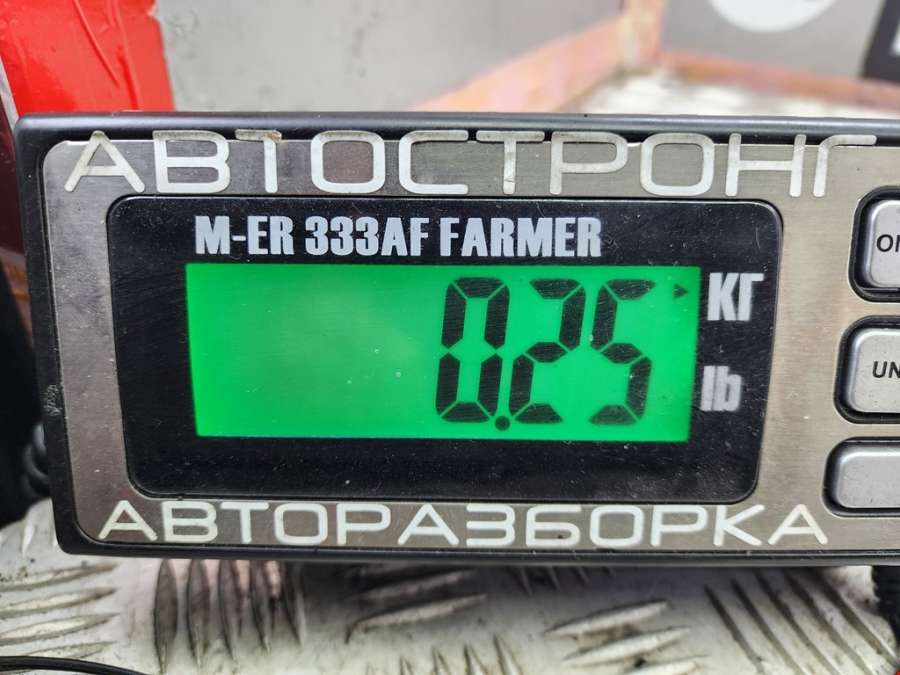 АВТОСТРОНГ
M-ER 333AF FARMER
0.25
КГ
lb
АВТОРАЗБОРКА